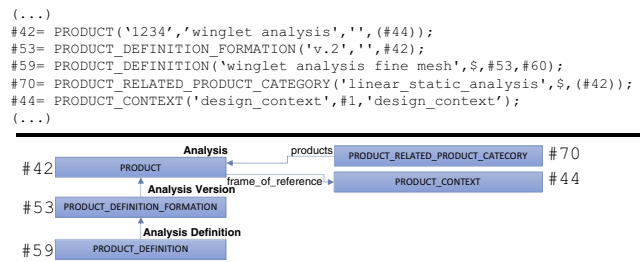 (...)
#42= PRODUCT(‘1234’,’winglet analysis’,'',(#44));
#53= PRODUCT_DEFINITION_FORMATION('v.2','',#42);
#59= PRODUCT_DEFINITION('winglet analysis fine mesh',$,#53,#60);
#70= PRODUCT_RELATED_PRODUCT_CATEGORY('linear_static_analysis',$,(#42));
#44= PRODUCT_CONTEXT('design_context',#1,'design_context’);
(...)
Analysis products PRODUCT_RELATED_PRODUCT_CATECORY #70
#42 PRODUCT
frame_of_reference PRODUCT_CONTEXT #44
Analysis Version
#53 PRODUCT_DEFINITION_FORMATION
Analysis Definition
#59 PRODUCT_DEFINITION